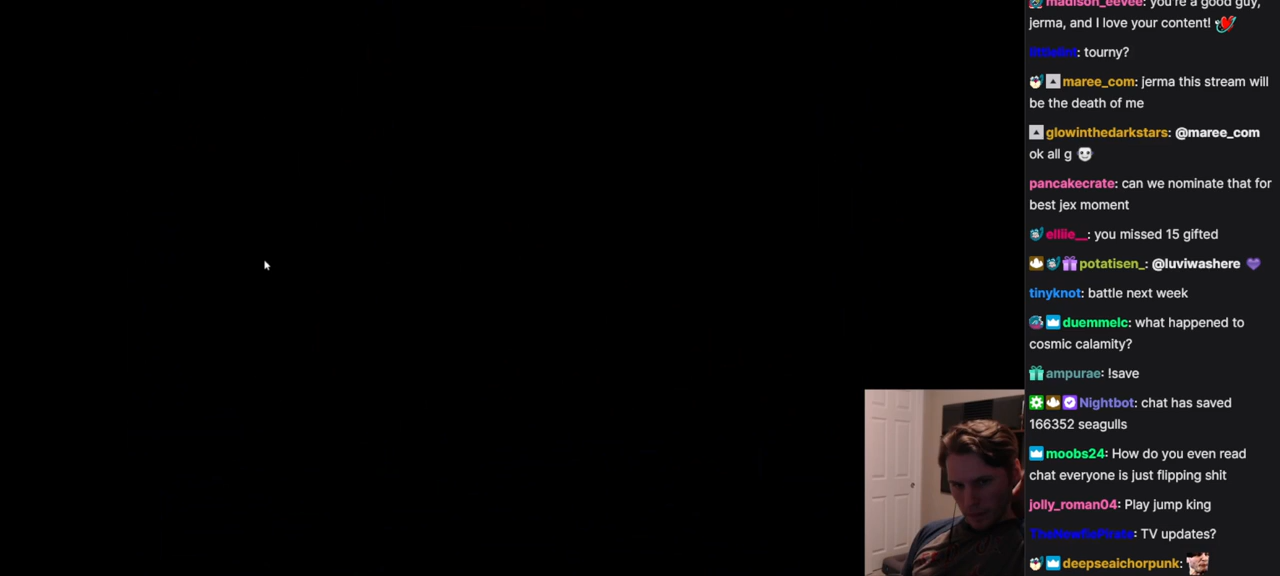 madison_eevee: you're a good guy,
jerma, and I love your content!
tourny?
maree_com: jerma this stream will
be the death of me
glowinthedarkstars: @maree_com
ok all g
pancakecrate: can we nominate that for
best jex moment
elliie__: you missed 15 gifted
potatisen_: @luviwashere
tinyknot: battle next week
duemmelc: what happened to
cosmic calamity?
ampurae: !save
Nightbot: chat has saved
166352 seagulls
moobs24: How do you even read
chat everyone is just flipping shit
jolly_roman04: Play jump king
TheNewfiePirate: TV updates?
deepseaichorpunk: